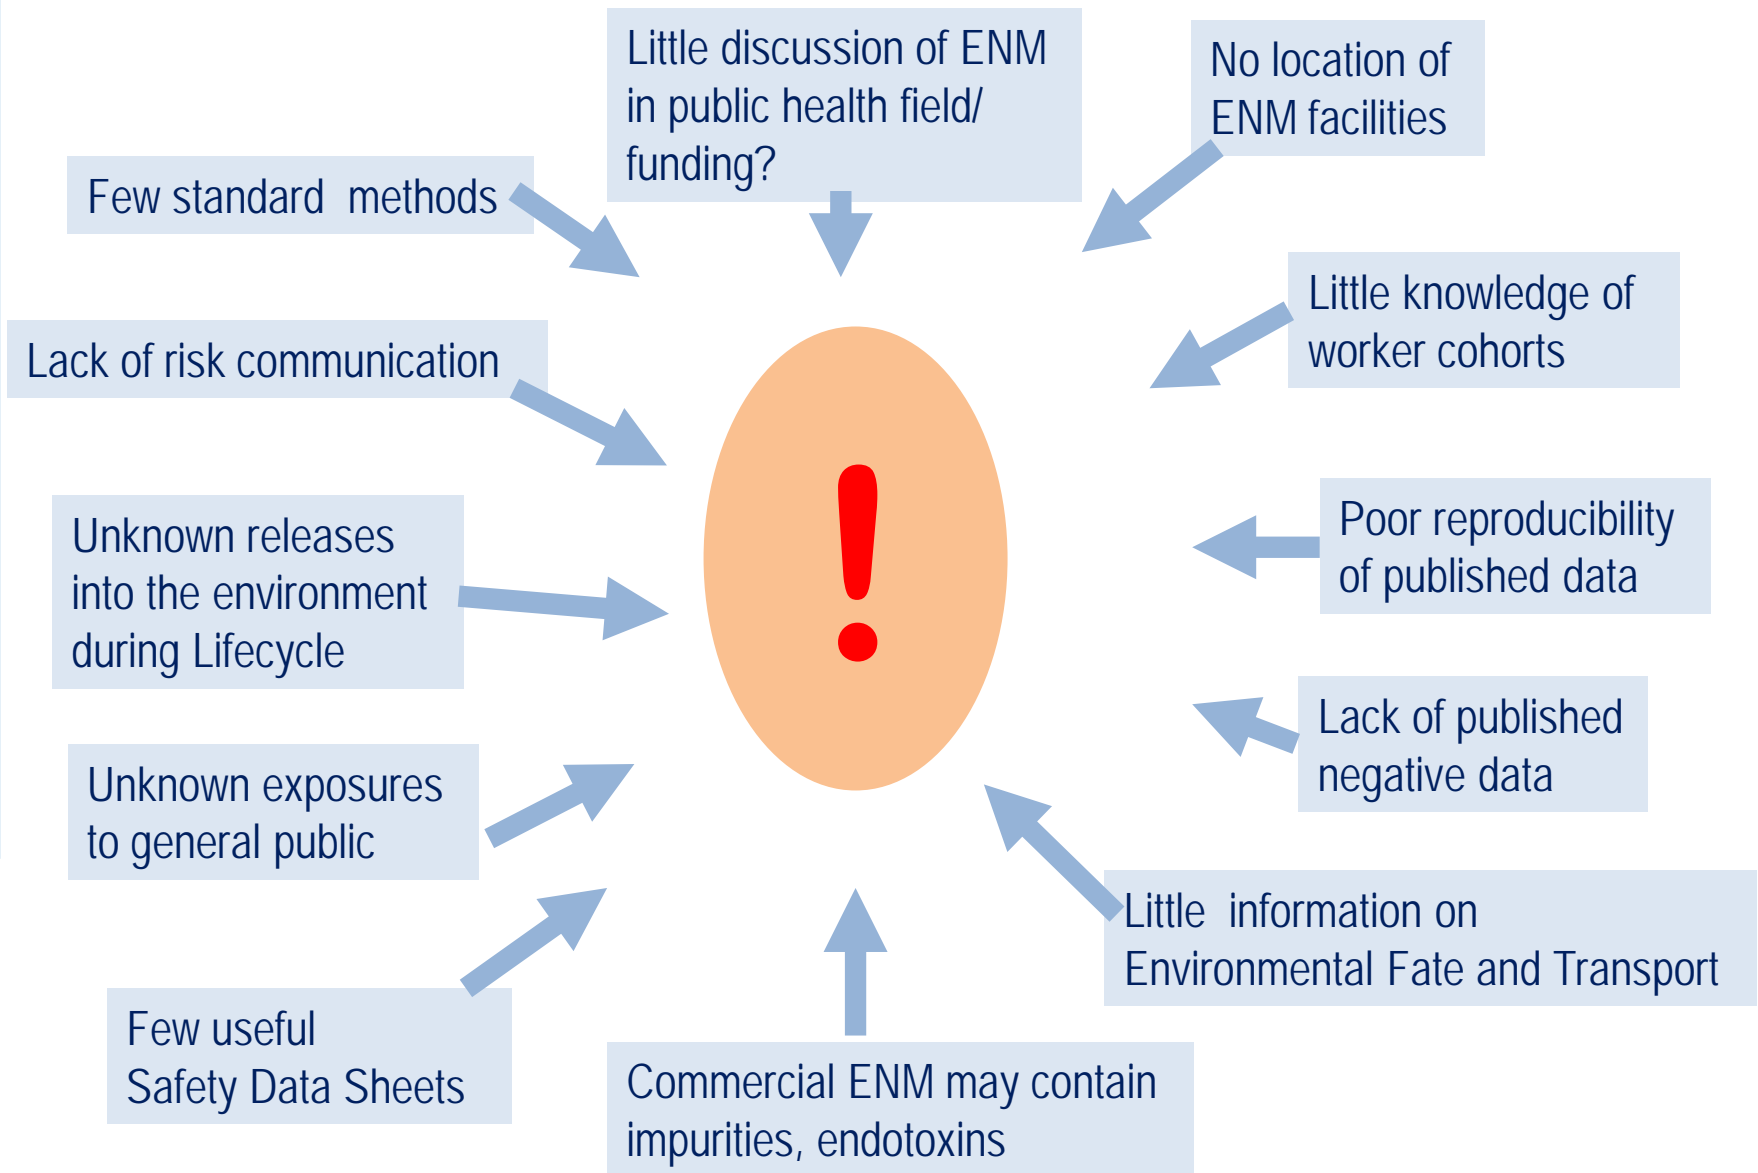 Little discussion of ENM
in public health field/
funding?
No location of
ENM facilities
Few standard  methods
Little knowledge of
worker cohorts
Lack of risk communication
!
Poor reproducibility
of published data
Unknown releases
into the environment
during Lifecycle
Lack of published
negative data
Unknown exposures
to general public
Little  information on
Environmental Fate and Transport
Few useful
Safety Data Sheets
Commercial ENM may contain
impurities, endotoxins